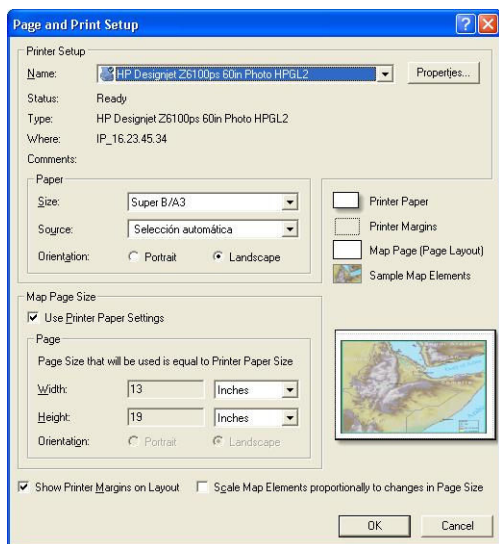 Page and Print Setup
Printer Setup
Name: HP Designjet Z6100ps 60in Photo HPGL2 Properties...
Status: Ready
Type: HP Designjet Z6100ps 60in Photo HPGL2
Where: IP_16.23.45.34
Comments:
Paper
Size: Super B/A3
Source: Selección automática
Orientation: Portrait Landscape
Printer Paper
Printer Margins
Map Page (Page Layout)
Sample Map Elements
Map Page Size
Use Printer Paper Settings
Page
Page Size that will be used is equal to Printer Paper Size
Width: 13 Inches
Height: 19 Inches
Orientation: Portrait Landscape
Show Printer Margins on Layout Scale Map Elements proportionally to changes in Page Size
OK Cancel